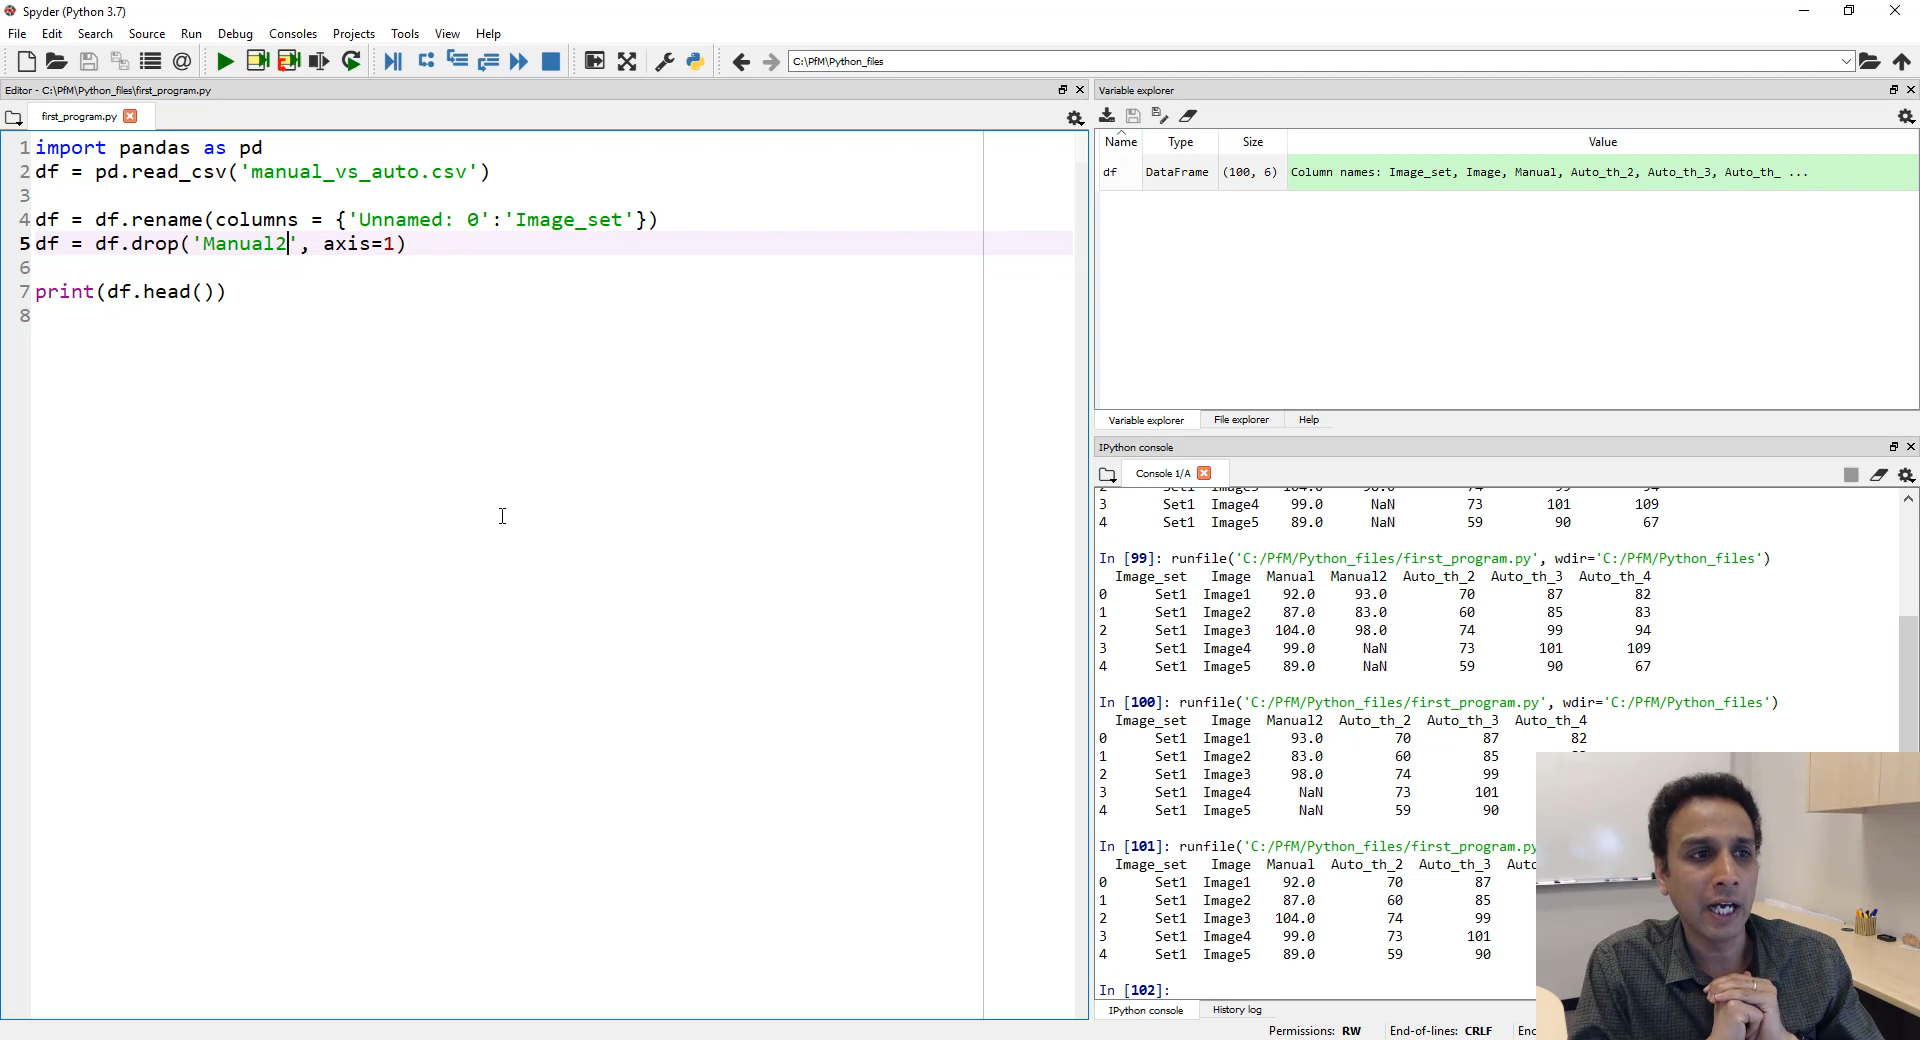 Spyder (Python 3.7)
File Edit Search Source Run Debug Consoles Projects Tools View Help
C:\PfM\Python_files
Editor - C:\PfM\Python_files\first_program.py
first_program.py
1 import pandas as pd
2 df = pd.read_csv('manual_vs_auto.csv')
3
4 df = df.rename(columns = {'Unnamed: 0':'Image_set'})
5 df = df.drop('Manual2', axis=1)
6
7 print(df.head())
8
Variable explorer
Name Type Size Value
df DataFrame (100, 6) Column names: Image_set, Image, Manual, Auto_th_2, Auto_th_3, Auto_th_ ...
Variable explorer File explorer Help
IPython console
Console 1/A
3 Set1 Image4 99.0 NaN 73 101 109
4 Set1 Image5 89.0 NaN 59 90 67
In [99]: runfile('C:/PfM/Python_files/first_program.py', wdir='C:/PfM/Python_files')
Image_set Image Manual Manual2 Auto_th_2 Auto_th_3 Auto_th_4
0 Set1 Image1 92.0 93.0 70 87 82
1 Set1 Image2 87.0 83.0 60 85 83
2 Set1 Image3 104.0 98.0 74 99 94
3 Set1 Image4 99.0 NaN 73 101 109
4 Set1 Image5 89.0 NaN 59 90 67
In [100]: runfile('C:/PfM/Python_files/first_program.py', wdir='C:/PfM/Python_files')
Image_set Image Manual2 Auto_th_2 Auto_th_3 Auto_th_4
0 Set1 Image1 93.0 70 87 82
1 Set1 Image2 83.0 60 85
2 Set1 Image3 98.0 74 99
3 Set1 Image4 NaN 73 101
4 Set1 Image5 NaN 59 90
In [101]: runfile('C:/PfM/Python_files/first_program.py
Image_set Image Manual Auto_th_2 Auto_th_3 Auto
0 Set1 Image1 92.0 70 87
1 Set1 Image2 87.0 60 85
2 Set1 Image3 104.0 74 99
3 Set1 Image4 99.0 73 101
4 Set1 Image5 89.0 59 90
In [102]:
IPython console History log
Permissions: RW End-of-lines: CRLF Enc